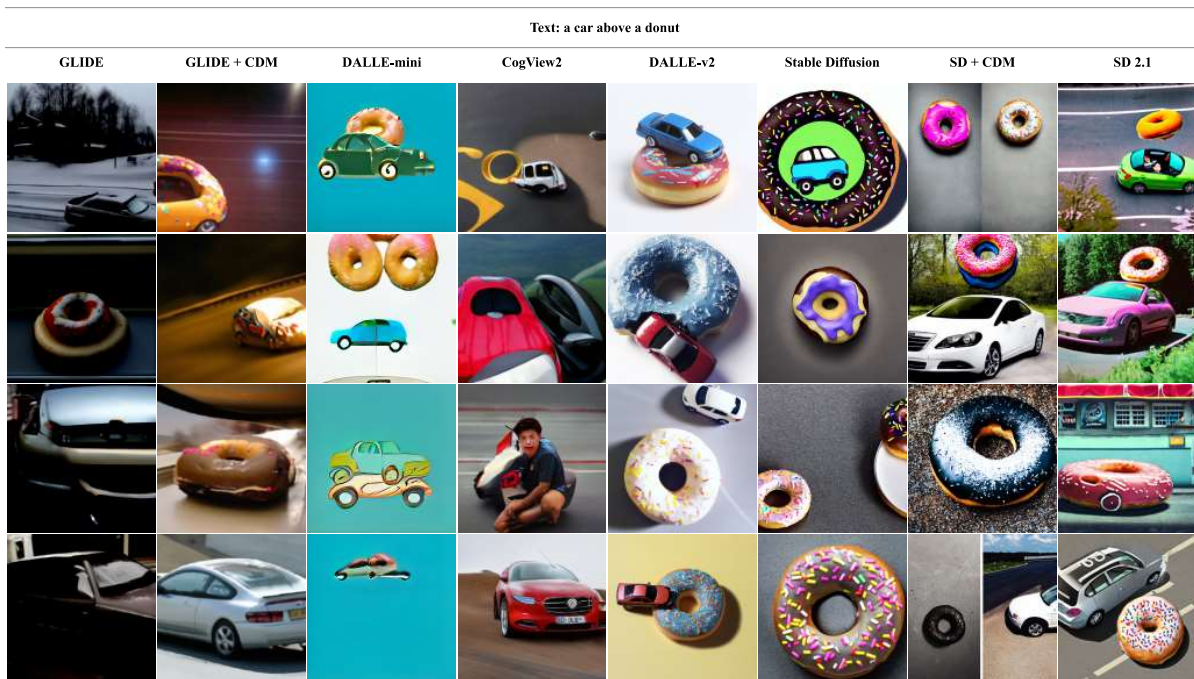 Text: a car above a donut
GLIDE GLIDE + CDM DALLE-mini CogView2 DALLE-v2 Stable Diffusion SD + CDM SD 2.1